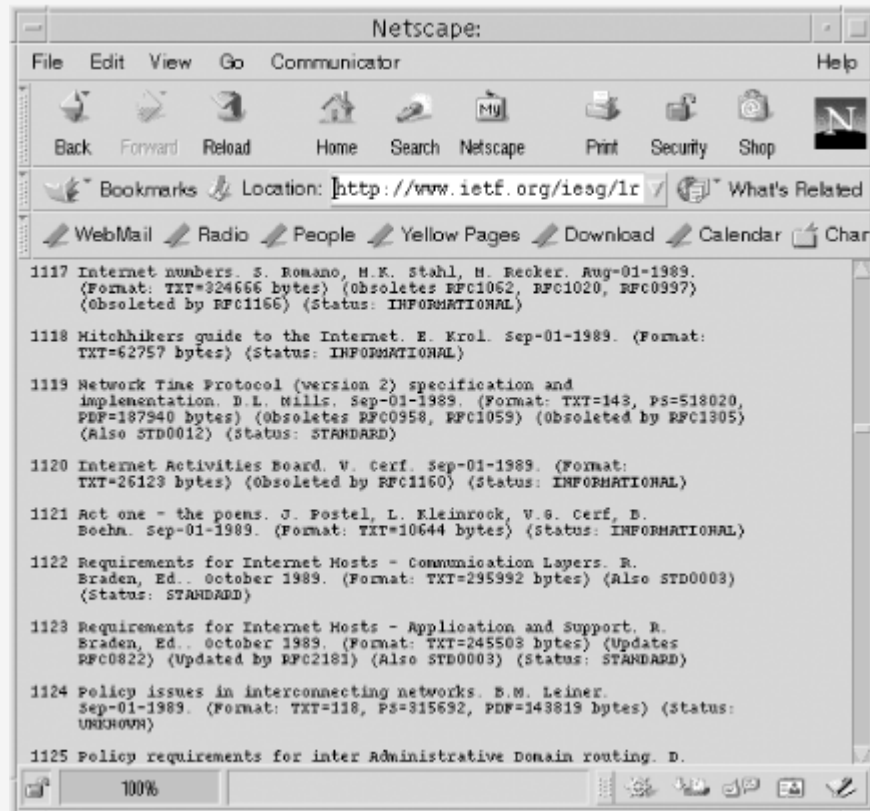 Netscape:
File Edit View Go Communicator Help
My N
Back Forward Reload Home Search Netscape Print Security Shop
Bookmarks Location: http://www.ietf.org/iesg/1r What's Related
WebMail Radio People Yellow Pages Download Calendar Char
1117 Internet numbers. S. Romano, M.K. Stahl, M. Recker. Aug-01-1989.
(Format: TXT=324666 bytes) (Obsoletes RFC1062, RFC1020, RFC0997)
(Obsoleted by RFC1166) (Status: INFORMATIONAL)
1118 Hitchhikers guide to the Internet. E. Krol. Sep-01-1989. (Format:
TXT=62757 bytes) (Status: INFORMATIONAL)
1119 Network Time Protocol (version 2) specification and
implementation. D.L. Mills. Sep-01-1989. (Format: TXT=143, PS=518020,
PDF=187940 bytes) (Obsoletes RFC0958, RFC1059) (Obsoleted by RFC1305)
(Also STD0012) (Status: STANDARD)
1120 Internet Activities Board. V. Cerf. Sep-01-1989. (Format:
TXT=26123 bytes) (Obsoleted by RFC1160) (Status: INFORMATIONAL)
1121 Act one - the poems. J. Postel, L. Kleinrock, V.G. Cerf, B.
Boehm. Sep-01-1989. (Format: TXT=10644 bytes) (Status: INFORMATIONAL)
1122 Requirements for Internet Hosts - Communication Layers. R.
Braden, Ed.. October 1989. (Format: TXT=295992 bytes) (Also STD0003)
(Status: STANDARD)
1123 Requirements for Internet Hosts - Application and Support. R.
Braden, Ed.. October 1989. (Format: TXT=245503 bytes) (Updates
RFC0822) (Updated by RFC2181) (Also STD0003) (Status: STANDARD)
1124 Policy issues in interconnecting networks. B.M. Leiner.
Sep-01-1989. (Format: TXT=118, PS=315692, PDF=143819 bytes) (Status:
UNKNOWN)
1125 Policy requirements for inter Administrative Domain routing. D.
100%